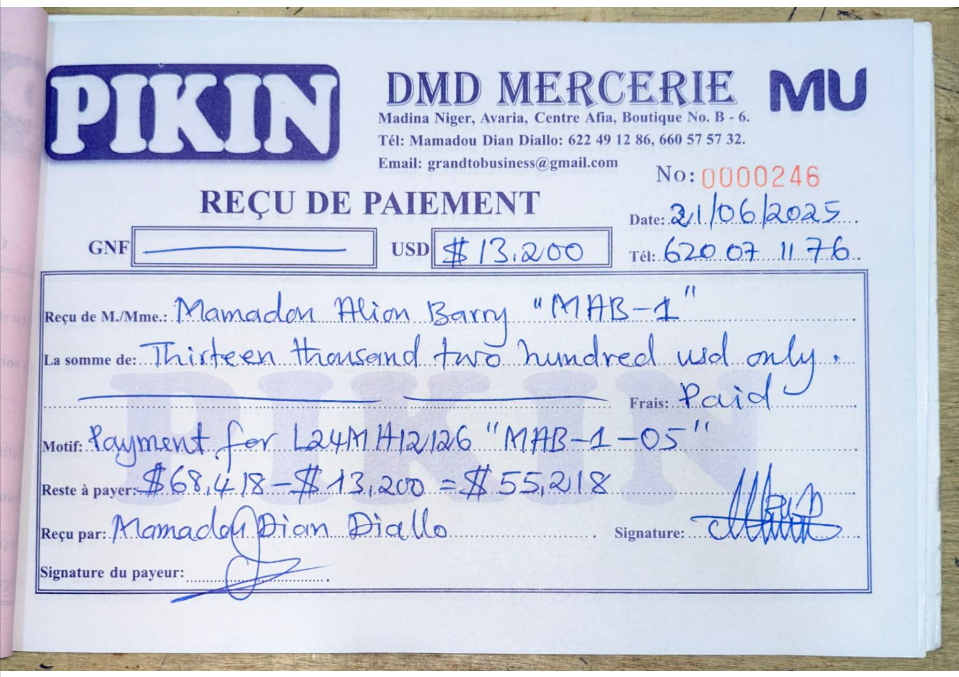 PIKIN
DMD MERCERIE
MU
Madina Niger, Avaria, Centre Afia, Boutique No. B - 6.
Tél: Mamadou Dian Diallo: 622 49 12 86, 660 57 57 32.
Email: grandtobusiness@gmail.com
No: 0000246
REÇU DE PAIEMENT
Date: 21/06/2025
GNF USD $13.200 Tél: 620 07 11 76
Reçu de M./Mme.: Mamadou Aliou Barry "MAB-1"
La somme de: Thirteen thousand two hundred usd only.
Frais: Paid
Motif: Payment for L24MH12126 "MAB-1-05"
Reste à payer: $68,418-$13,200 =$55,218
Reçu par: Mamadou Dian Diallo Signature:
Signature du payeur:
PIKIN